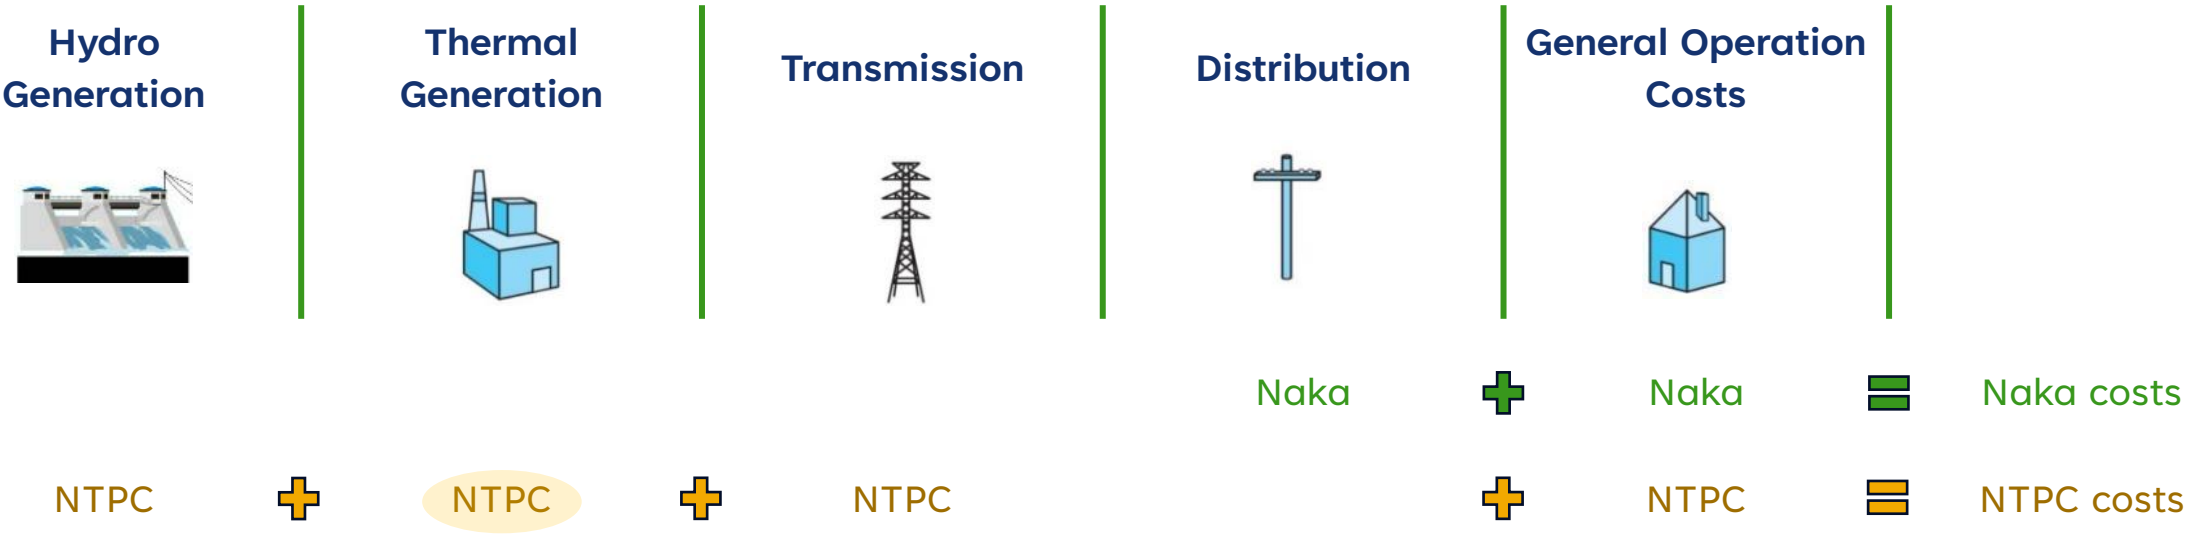 Hydro
Generation
Thermal
Generation
Transmission
Distribution
General Operation
Costs
Naka
Naka
Naka costs
NTPC
NTPC
NTPC
NTPC
NTPC costs